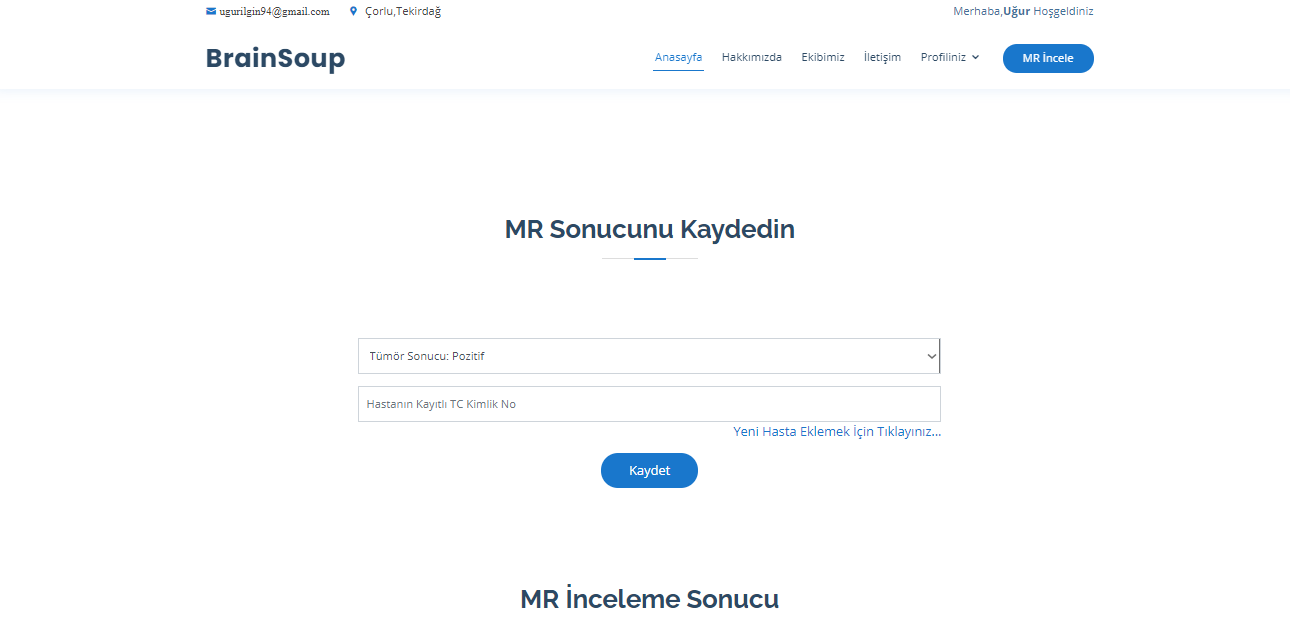 ugurilgin94@gmail.com Çorlu,Tekirdağ Merhaba,Uğur Hoşgeldiniz
BrainSoup Anasayfa Hakkımızda Ekibimiz İletişim Profiliniz MR İncele
MR Sonucunu Kaydedin
Tümör Sonucu: Pozitif
Hastanın Kayıtlı TC Kimlik No
Yeni Hasta Eklemek İçin Tıklayınız...
Kaydet
MR İnceleme Sonucu